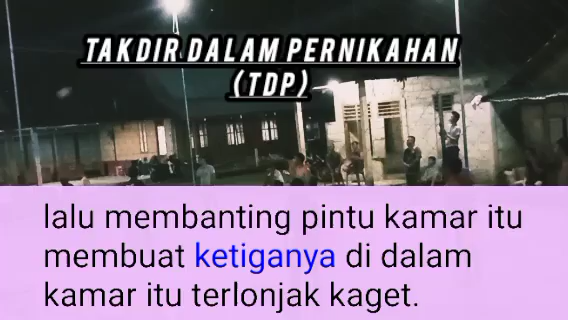 TAKDIR DALAM PERNIKAHAN
(TDP)
lalu membanting pintu kamar itu
membuat ketiganya di dalam
kamar itu terlonjak kaget.